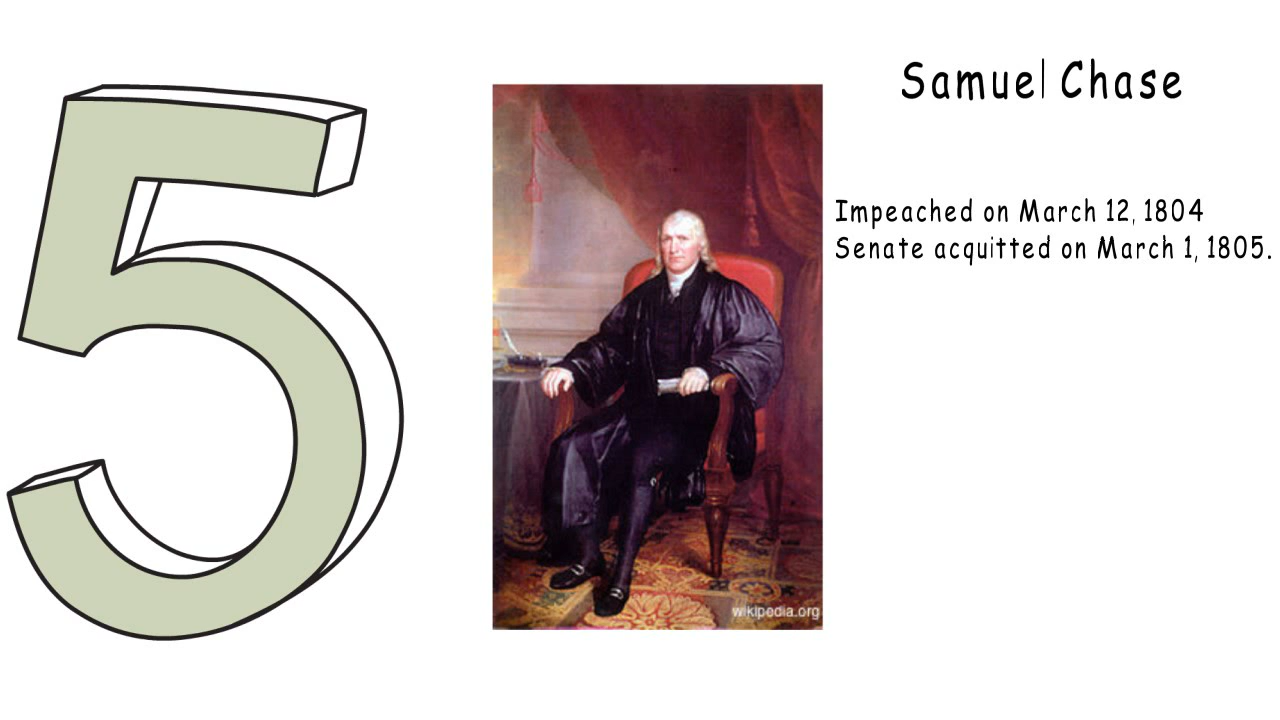 5
Samuel Chase
Impeached on March 12, 1804
Senate acquitted on March 1, 1805.
wikipedia.org